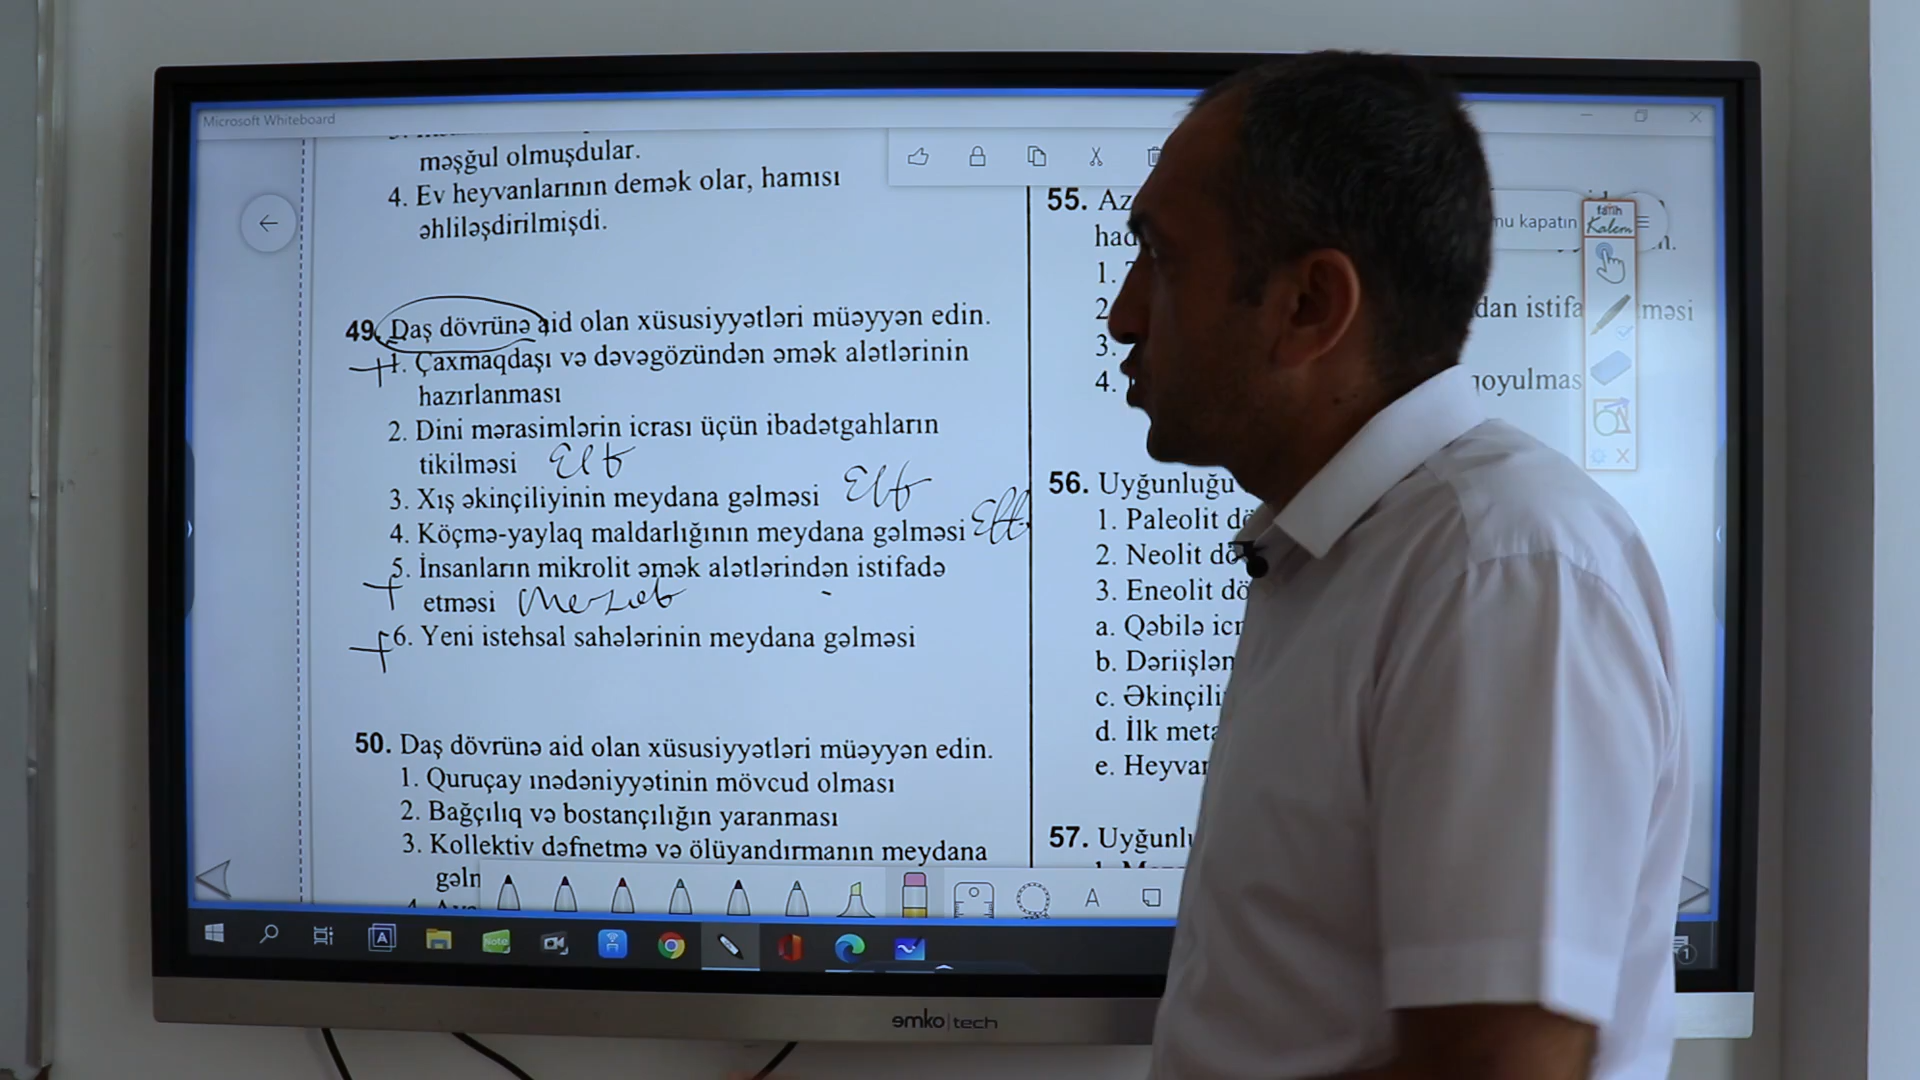 Microsoft Whiteboard
məşğul olmuşdular.
4. Ev heyvanlarının demək olar, hamısı
əhliləşdirilmişdi.
49. Daş dövrünə aid olan xüsusiyyətləri müəyyən edin.
1. Çaxmaqdaşı və dəvəgözündən əmək alətlərinin
hazırlanması
2. Dini mərasimlərin icrası üçün ibadətgahların
tikilməsi
3. Xış əkinçiliyinin meydana gəlməsi
4. Köçmə-yaylaq maldarlığının meydana gəlməsi
5. İnsanların mikrolit əmək alətlərindən istifadə
etməsi
6. Yeni istehsal sahələrinin meydana gəlməsi
50. Daş dövrünə aid olan xüsusiyyətləri müəyyən edin.
1. Quruçay mədəniyyətinin mövcud olması
2. Bağçılıq və bostançılığın yaranması
3. Kollektiv dəfnetmə və ölüyandırmanın meydana
gəln
55. Az
had
1.
2.
dan istifa məsi
3.
4.
qoyulmas
56. Uyğunluğu
1. Paleolit dö
2. Neolit dö
3. Eneolit dö
a. Qəbilə
b. Dəriişlən
c. Əkinçili
d. İlk meta
e. Heyvan
57. Uyğunlu
mu kapatın
fatih
Kalem
A
Note
emko|tech
1